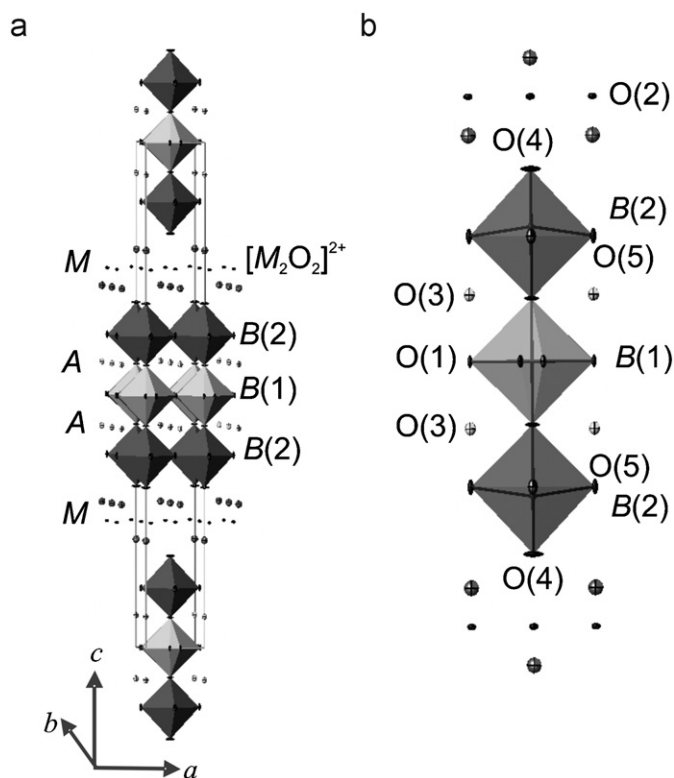 a
M
[M₂O₂]²⁺
B(2)
A
B(1)
A
B(2)
M
c
b
a
b
O(2)
O(4)
B(2)
O(5)
O(3)
O(1)
B(1)
O(3)
O(5)
B(2)
O(4)